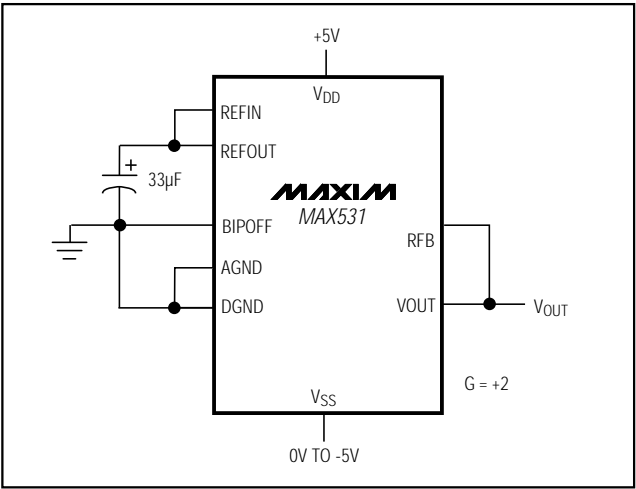 +5V
VDD
REFIN
REFOUT
+
33µF
MAXIM
MAX531
BIPOFF
RFB
AGND
DGND
VOUT
VOUT
G = +2
VSS
0V TO -5V